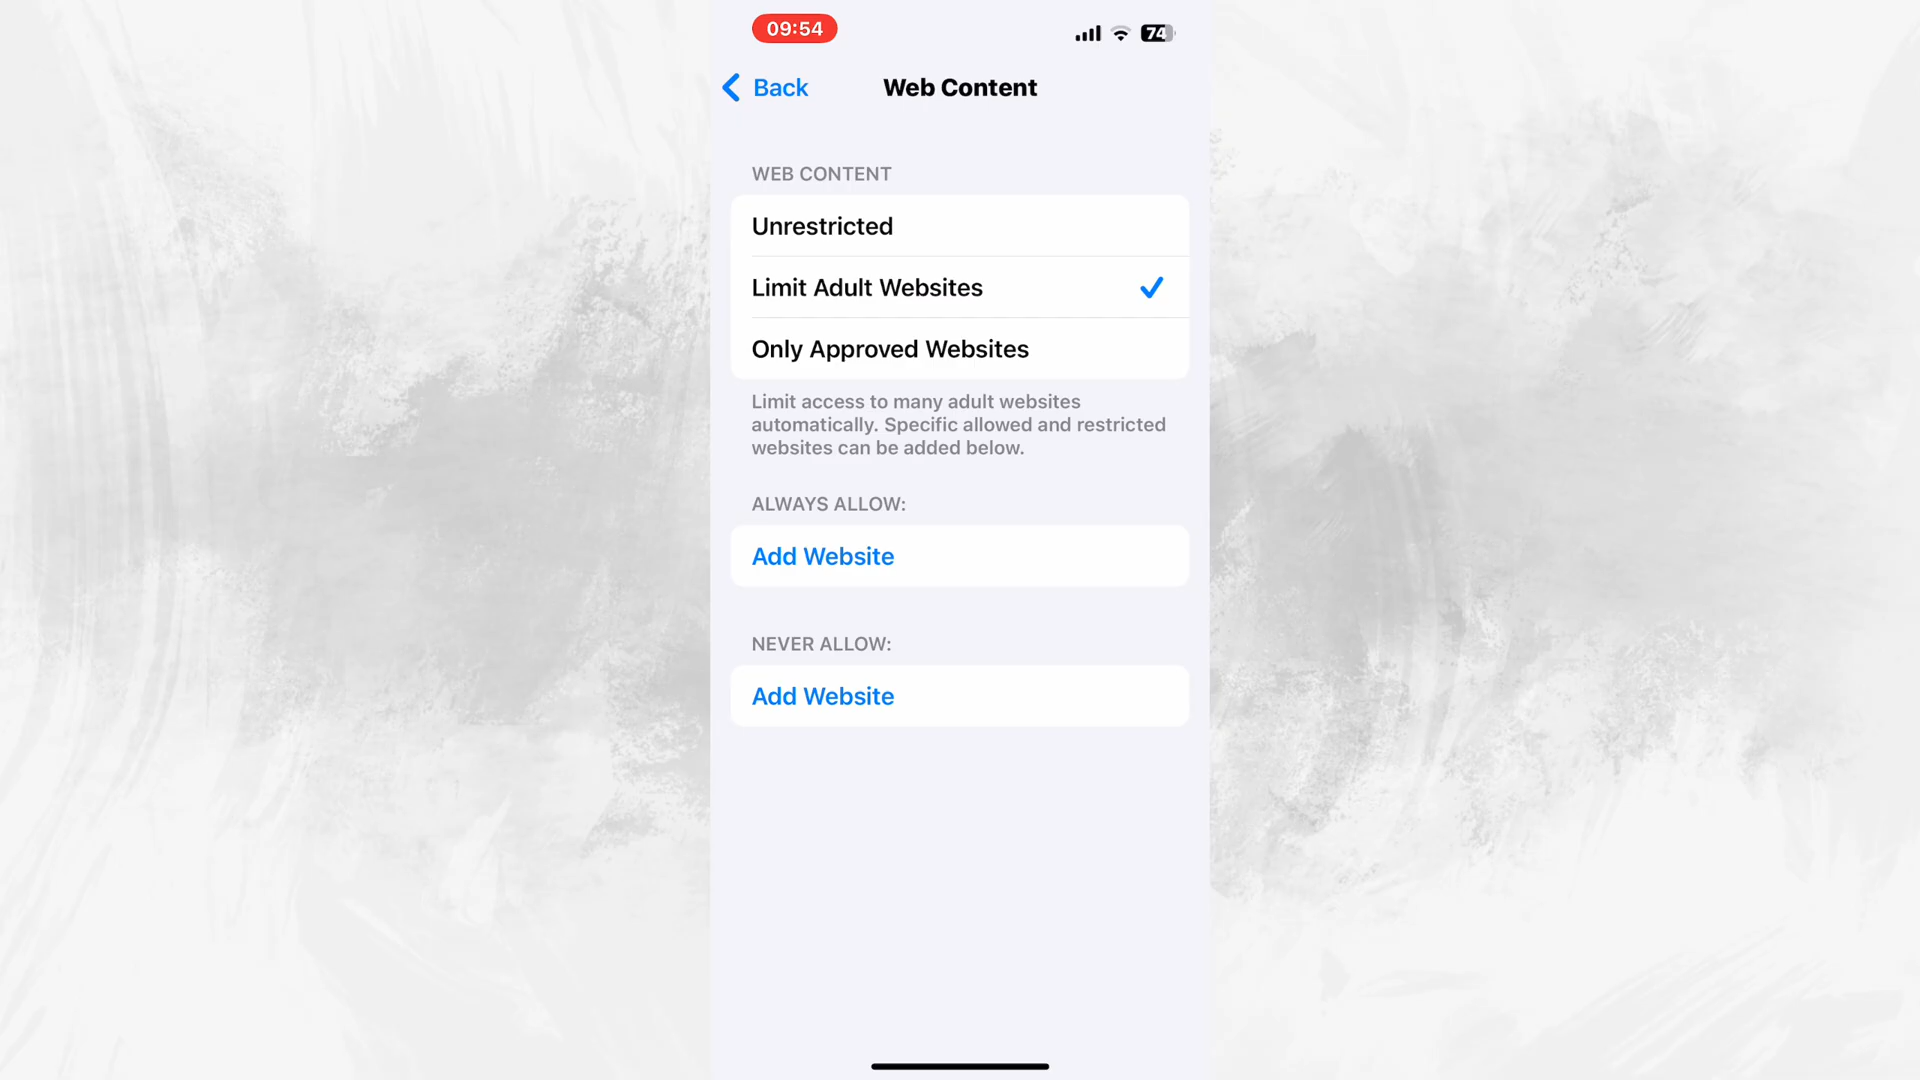 09:54
74
Back
Web Content
WEB CONTENT
Unrestricted
Limit Adult Websites
Only Approved Websites
Limit access to many adult websites
automatically. Specific allowed and restricted
websites can be added below.
ALWAYS ALLOW:
Add Website
NEVER ALLOW:
Add Website